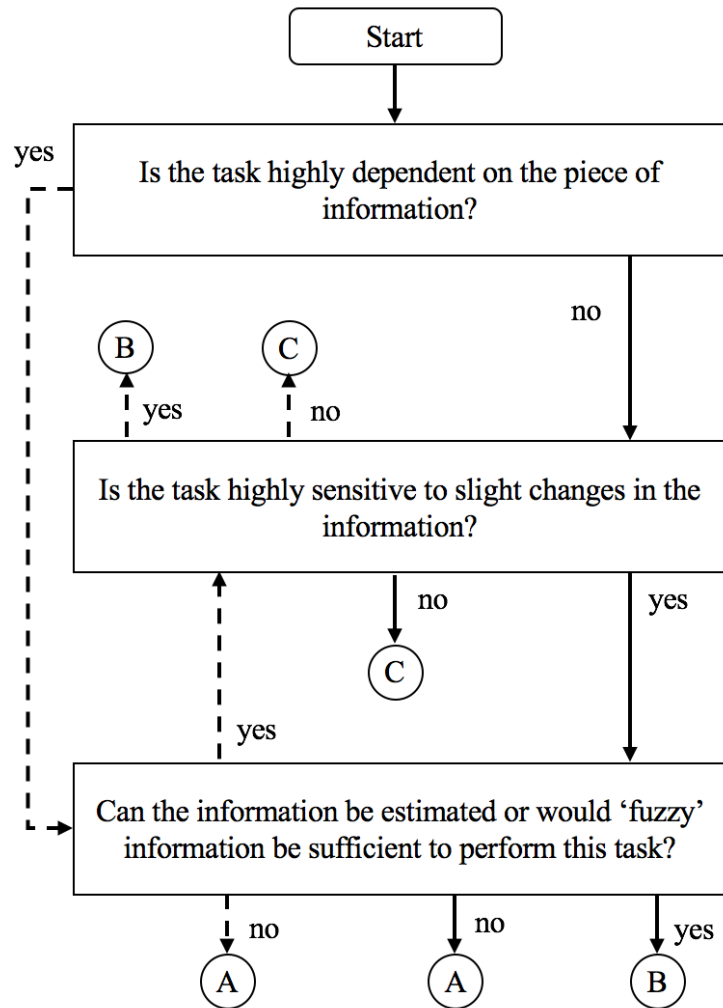 Start
yes
Is the task highly dependent on the piece of
information?
no
B
C
yes
no
Is the task highly sensitive to slight changes in the
information?
no
yes
C
yes
Can the information be estimated or would ‘fuzzy’
information be sufficient to perform this task?
no
no
yes
A
A
B